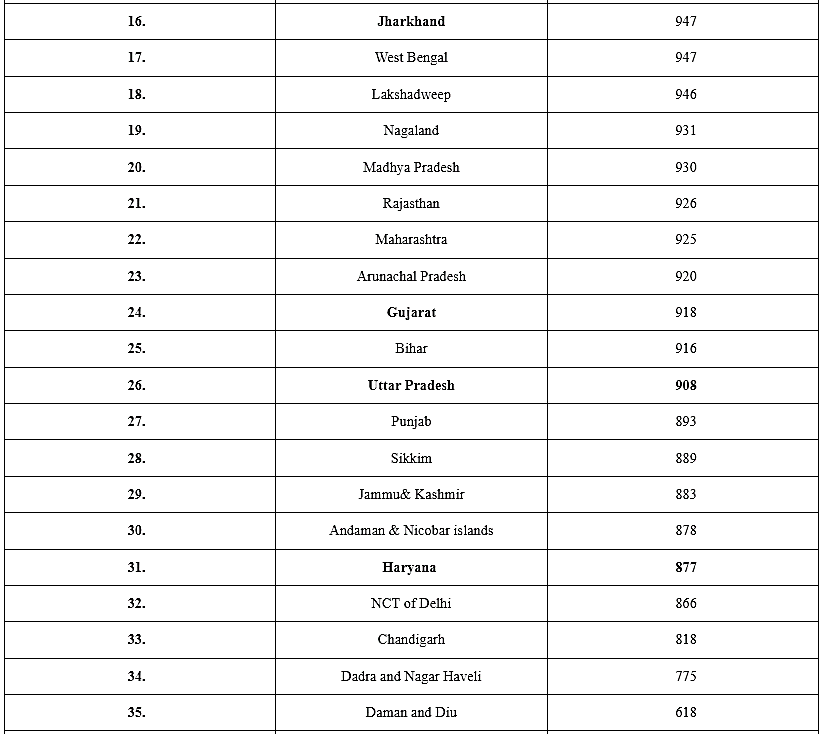 16. Jharkhand 947
17. West Bengal 947
18. Lakshadweep 946
19. Nagaland 931
20. Madhya Pradesh 930
21. Rajasthan 926
22. Maharashtra 925
23. Arunachal Pradesh 920
24. Gujarat 918
25. Bihar 916
26. Uttar Pradesh 908
27. Punjab 893
28. Sikkim 889
29. Jammu& Kashmir 883
30. Andaman & Nicobar islands 878
31. Haryana 877
32. NCT of Delhi 866
33. Chandigarh 818
34. Dadra and Nagar Haveli 775
35. Daman and Diu 618